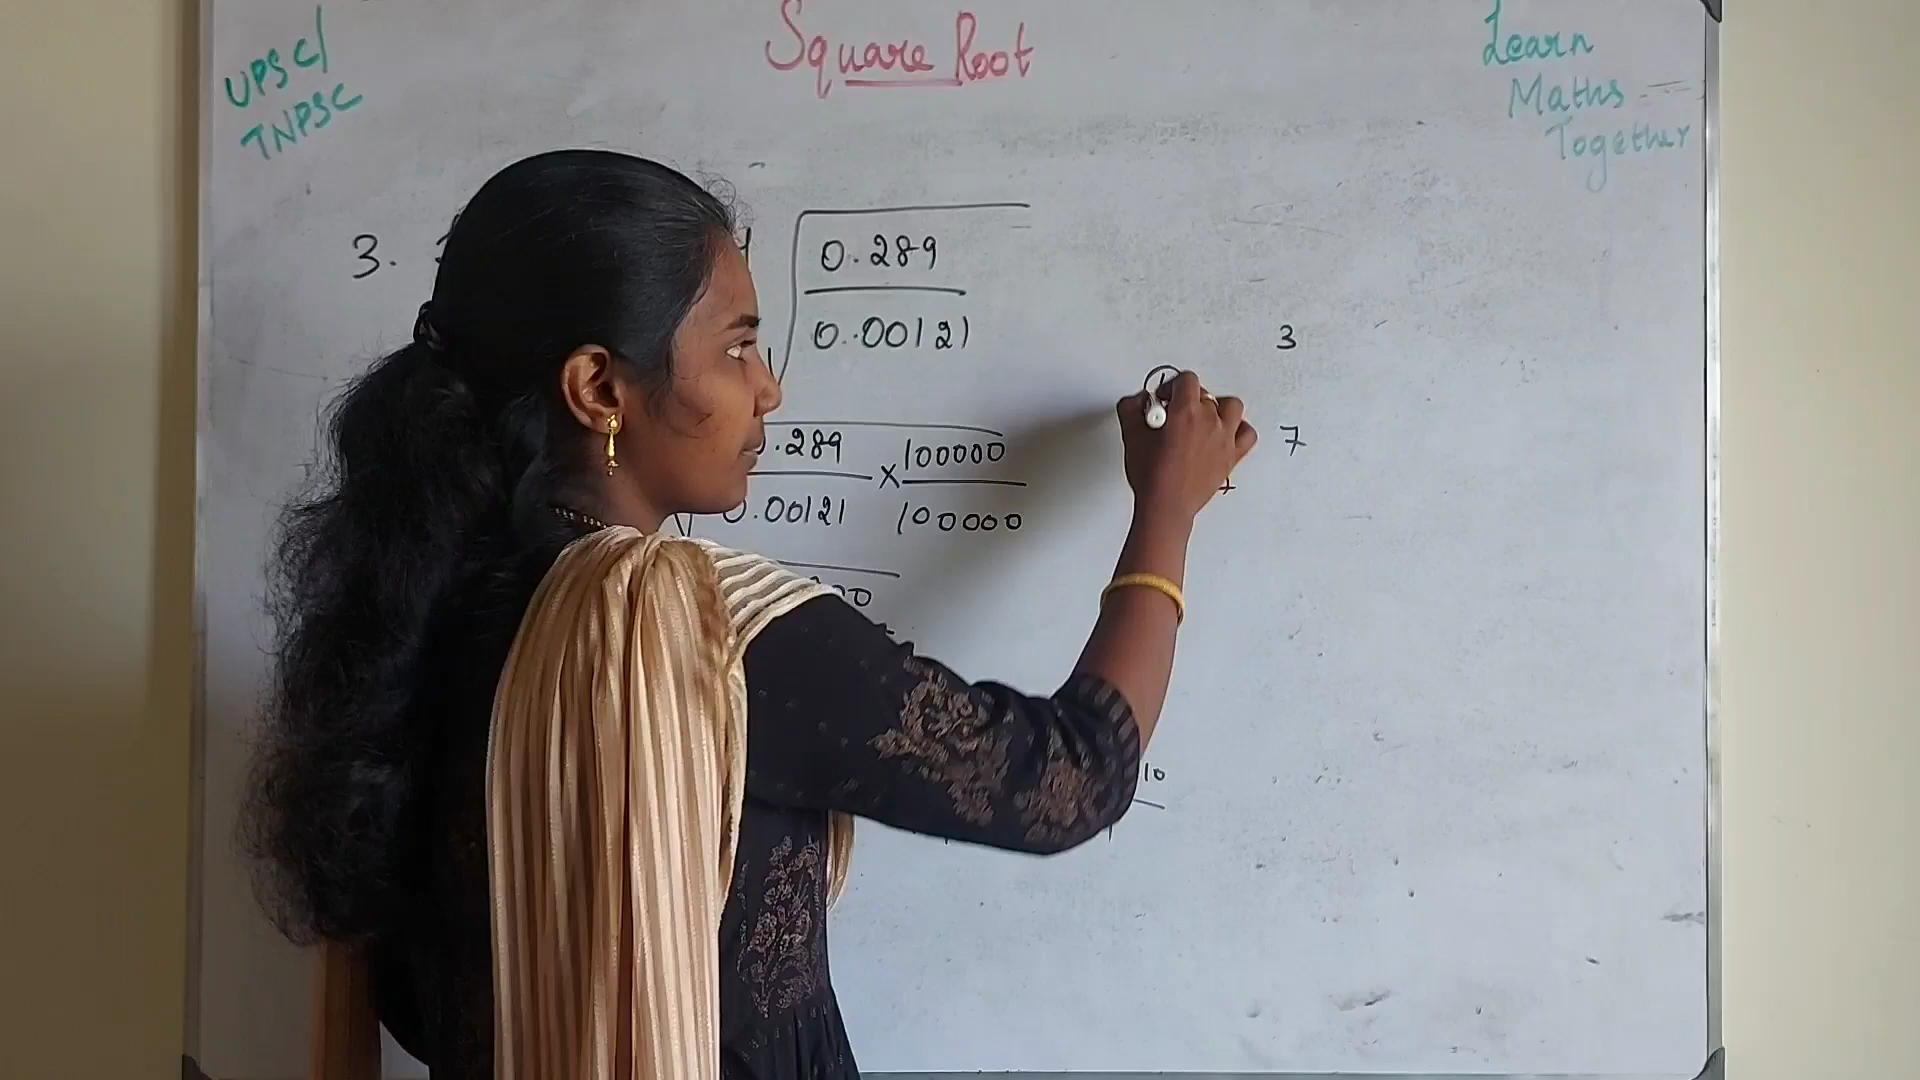 UPSC/
TNPSC
Square Root
Learn
Maths
Together
3.
0.289
0.00121
.289 × 100000
0.00121 100000
3
7
10